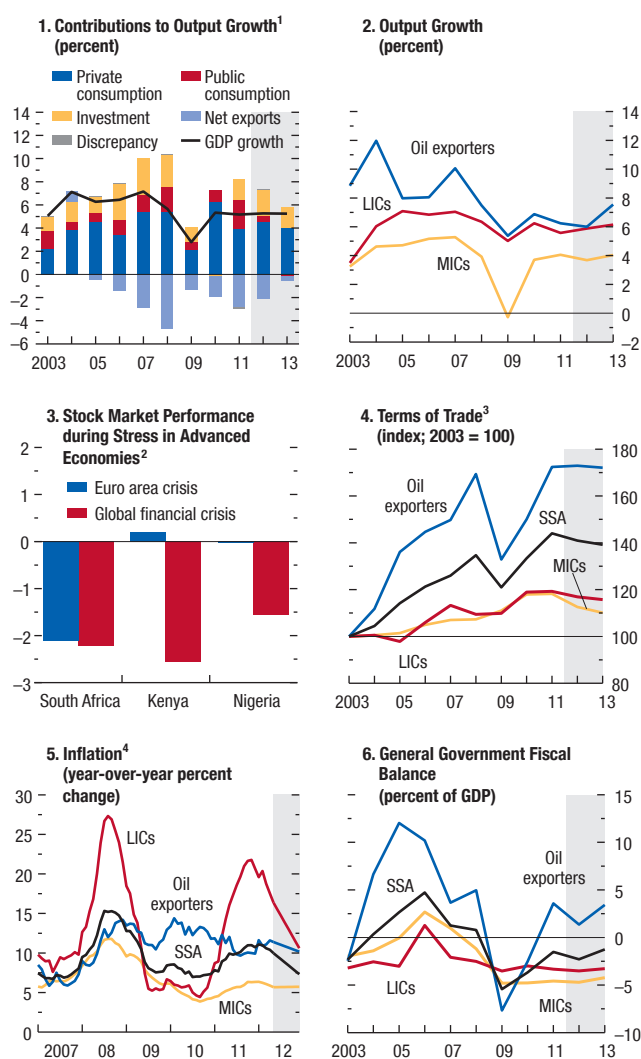 1. Contributions to Output Growth1
(percent)
Private consumption
Public consumption
Investment
Net exports
Discrepancy
GDP growth
14
12
10
8
6
4
2
0
–2
–4
–6
2003 05 07 09 11 13
2. Output Growth
(percent)
Oil exporters
LICs
MICs
14
12
10
8
6
4
2
0
–2
2003 05 07 09 11 13
3. Stock Market Performance
during Stress in Advanced
Economies2
Euro area crisis
Global financial crisis
2
1
0
–1
–2
–3
South Africa Kenya Nigeria
4. Terms of Trade3
(index; 2003 = 100)
Oil
exporters
SSA
MICs
LICs
180
160
140
120
100
80
2003 05 07 09 11 13
5. Inflation4
(year-over-year percent
change)
LICs
Oil
exporters
SSA
MICs
30
25
20
15
10
5
0
2007 08 09 10 11 12
6. General Government Fiscal
Balance
(percent of GDP)
SSA
Oil
exporters
LICs
MICs
15
10
5
0
–5
–10
2003 05 07 09 11 13